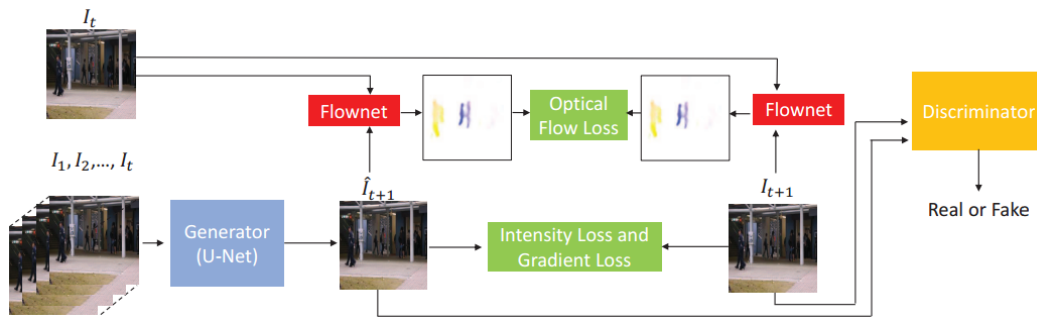 I_t
Flownet
Optical
Flow Loss
Flownet
Discriminator
I_1, I_2,..., I_t
Î_{t+1}
I_{t+1}
Real or Fake
Generator
(U-Net)
Intensity Loss and
Gradient Loss